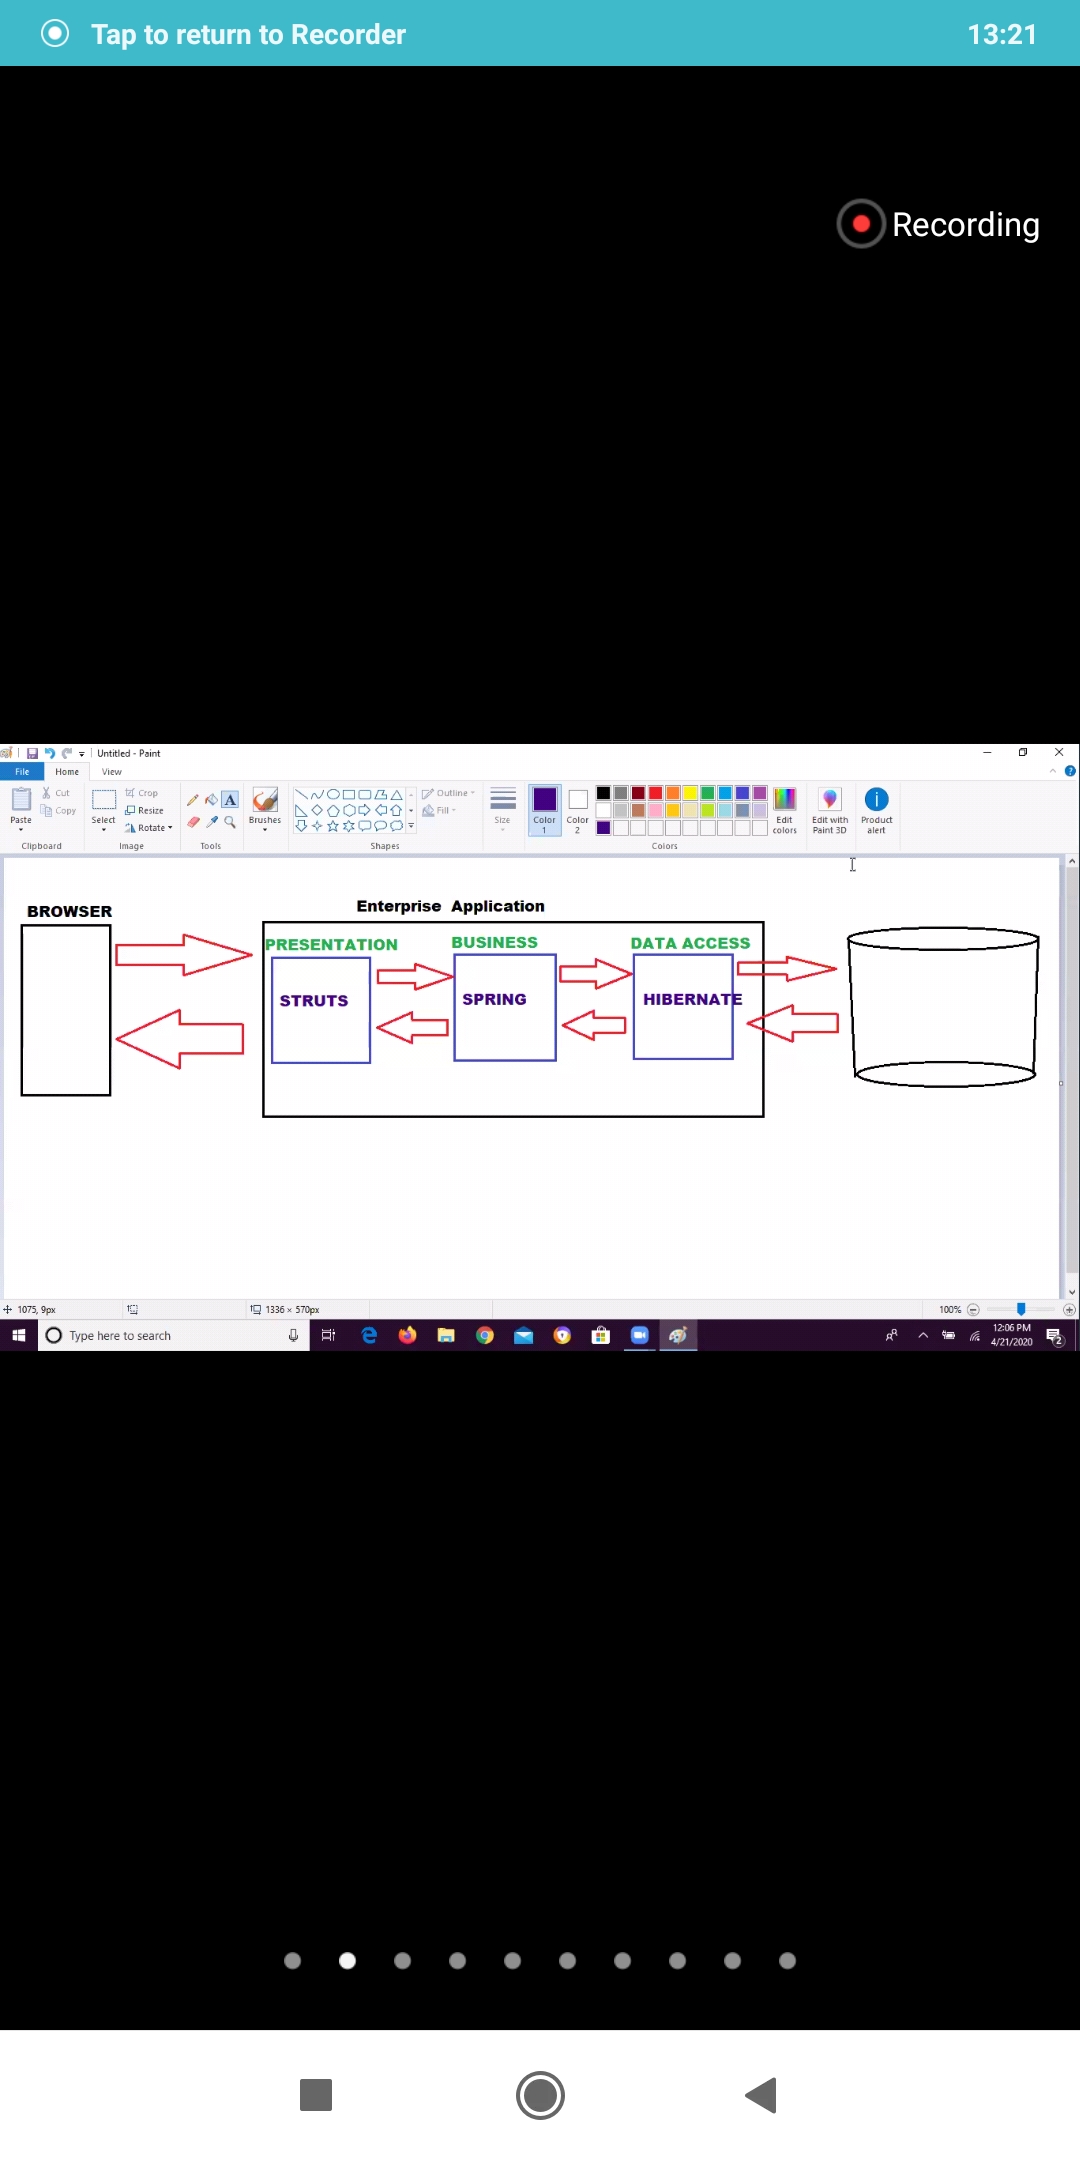 Tap to return to Recorder 13:21
Recording
Untitled - Paint
File Home View
Cut
Copy
Paste
Clipboard
Select
Crop
Resize
Rotate
Image
A
Tools
Brushes
Outline
Fill
Shapes
Size
Color 1
Color 2
Edit colors
Colors
Edit with Paint 3D
Product alert
BROWSER
Enterprise Application
PRESENTATION BUSINESS DATA ACCESS
STRUTS SPRING HIBERNATE
1075, 9px 1336 × 570px 100%
Type here to search
12:06 PM
4/21/2020
2